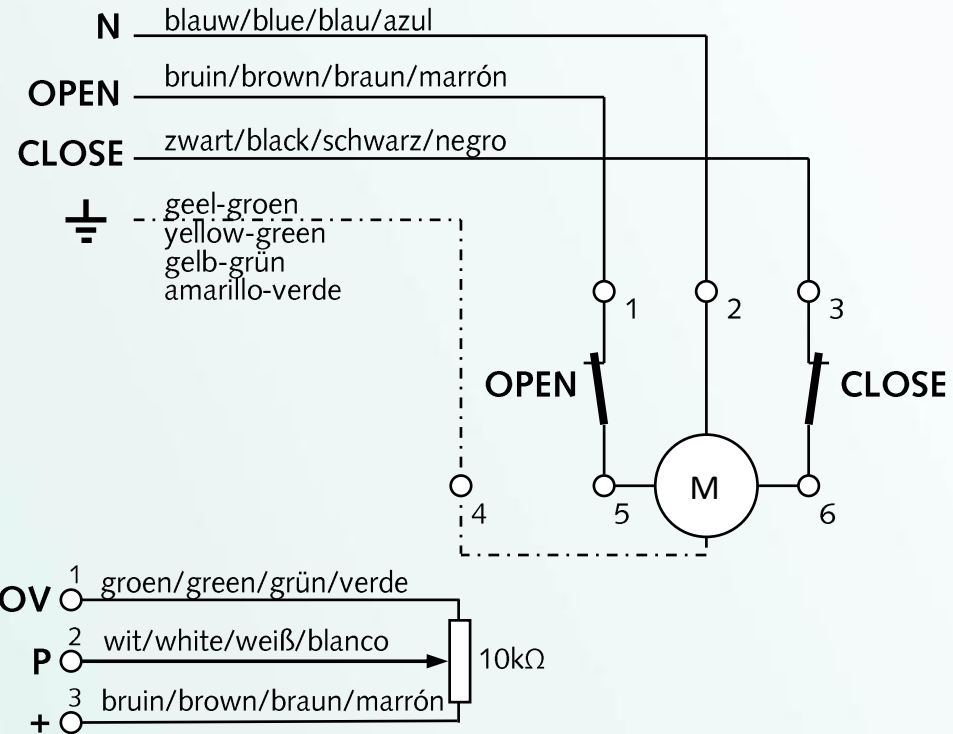 N blauw/blue/blau/azul
OPEN bruin/brown/braun/marrón
CLOSE zwart/black/schwarz/negro
geel-groen
yellow-green
gelb-grün
amarillo-verde
1 2 3
OPEN CLOSE
M
4 5 6
1
OV groen/green/grün/verde
2
P wit/white/weiß/blanco
10kΩ
3
+ bruin/brown/braun/marrón